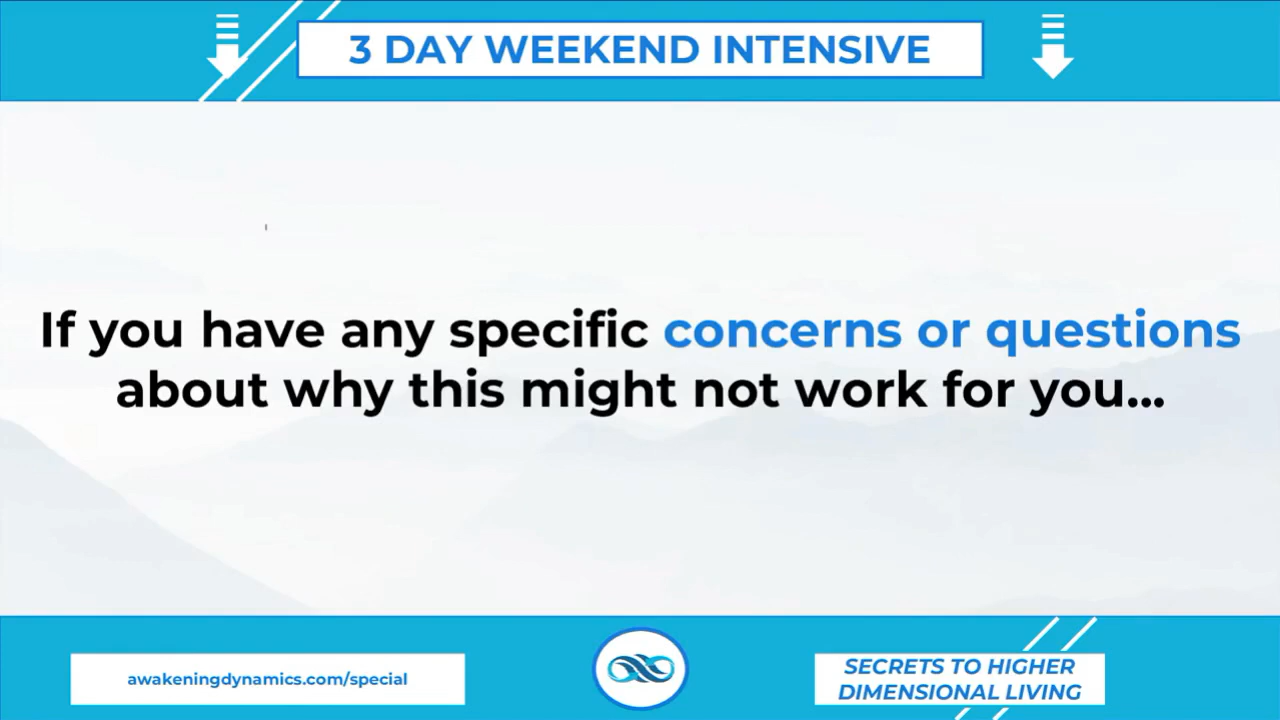 3 DAY WEEKEND INTENSIVE
If you have any specific concerns or questions
about why this might not work for you...
awakeningdynamics.com/special
SECRETS TO HIGHER
DIMENSIONAL LIVING